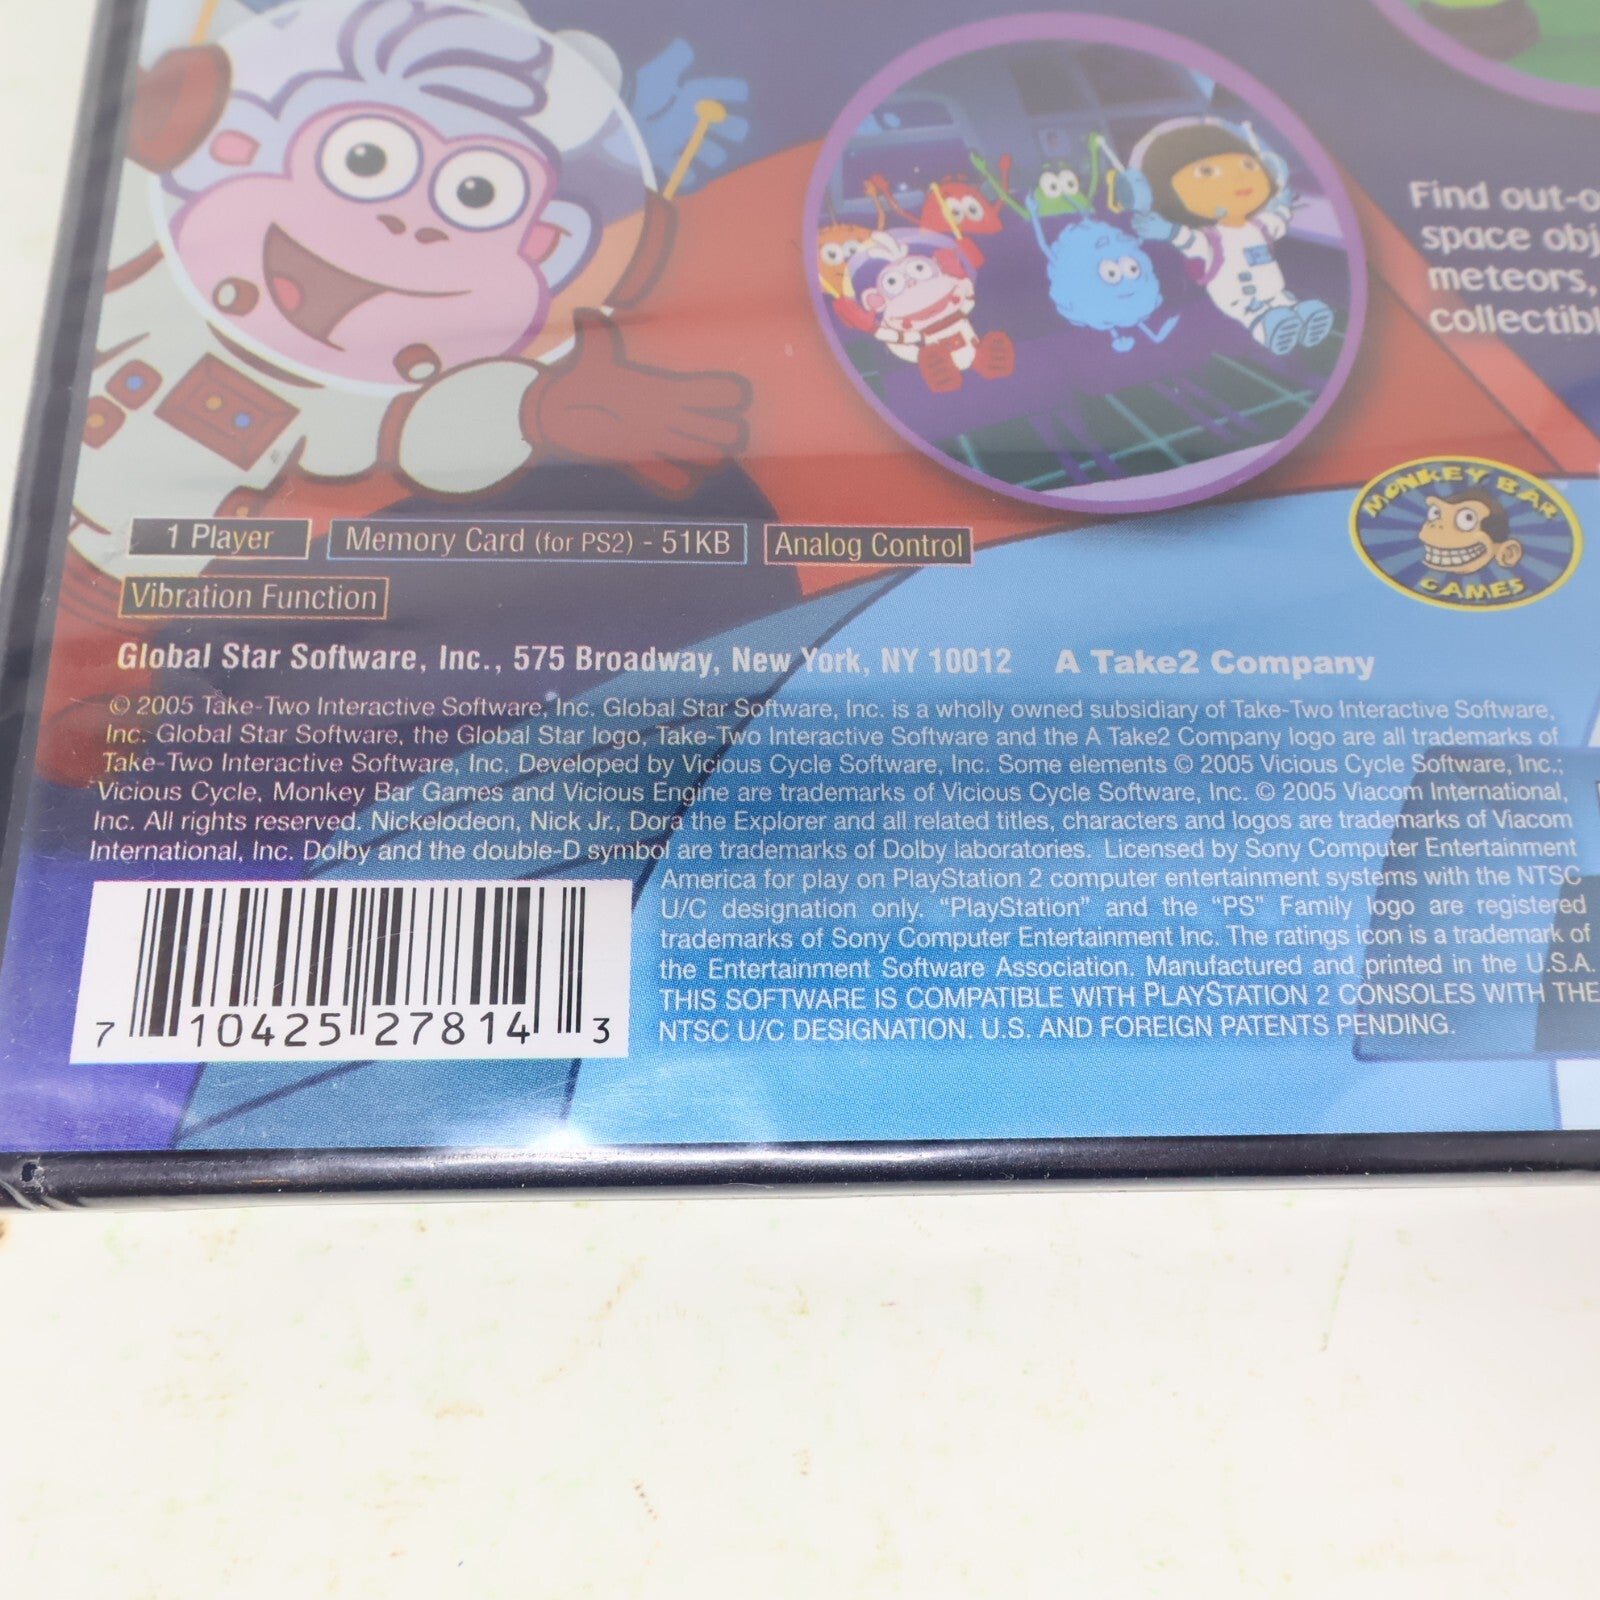 Find out-o
space obj
meteors,
collectibl
MONKEY BAR
GAMES
1 Player
Memory Card (for PS2) - 51KB
Analog Control
Vibration Function
Global Star Software, Inc., 575 Broadway, New York, NY 10012 A Take2 Company
© 2005 Take-Two Interactive Software, Inc. Global Star Software, Inc. is a wholly owned subsidiary of Take-Two Interactive Software,
Inc. Global Star Software, the Global Star logo, Take-Two Interactive Software and the A Take2 Company logo are all trademarks of
Take-Two Interactive Software, Inc. Developed by Vicious Cycle Software, Inc. Some elements © 2005 Vicious Cycle Software, Inc.;
Vicious Cycle, Monkey Bar Games and Vicious Engine are trademarks of Vicious Cycle Software, Inc. © 2005 Viacom International,
Inc. All rights reserved. Nickelodeon, Nick Jr., Dora the Explorer and all related titles, characters and logos are trademarks of Viacom
International, Inc. Dolby and the double-D symbol are trademarks of Dolby laboratories. Licensed by Sony Computer Entertainment
America for play on PlayStation 2 computer entertainment systems with the NTSC
U/C designation only. “PlayStation” and the “PS” Family logo are registered
trademarks of Sony Computer Entertainment Inc. The ratings icon is a trademark of
the Entertainment Software Association. Manufactured and printed in the U.S.A.
THIS SOFTWARE IS COMPATIBLE WITH PLAYSTATION 2 CONSOLES WITH THE
NTSC U/C DESIGNATION. U.S. AND FOREIGN PATENTS PENDING.
7 10425 27814 3